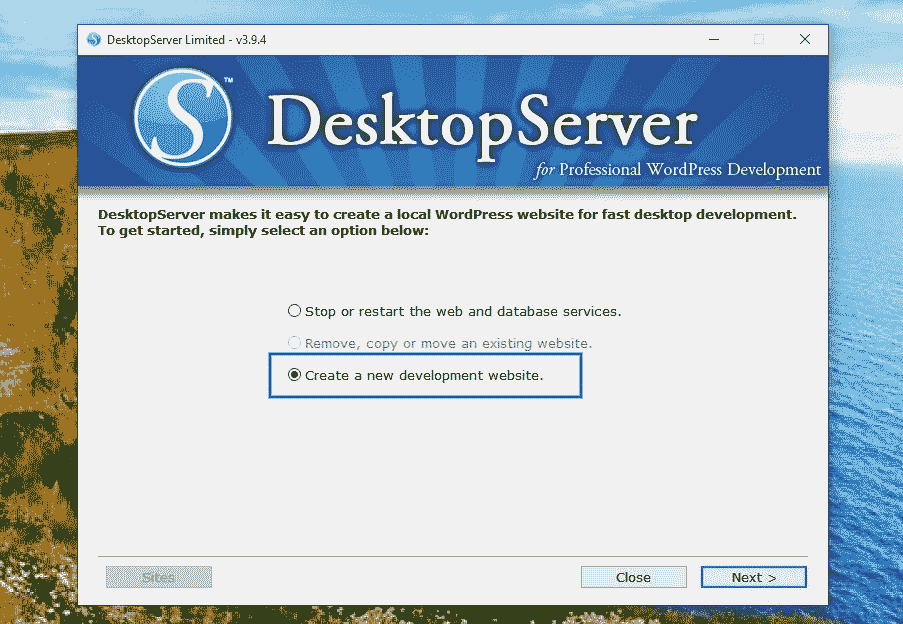 DesktopServer Limited - v3.9.4
S™
DesktopServer
for Professional WordPress Development
DesktopServer makes it easy to create a local WordPress website for fast desktop development.
To get started, simply select an option below:
Stop or restart the web and database services.
Remove, copy or move an existing website.
Create a new development website.
Sites
Close
Next >